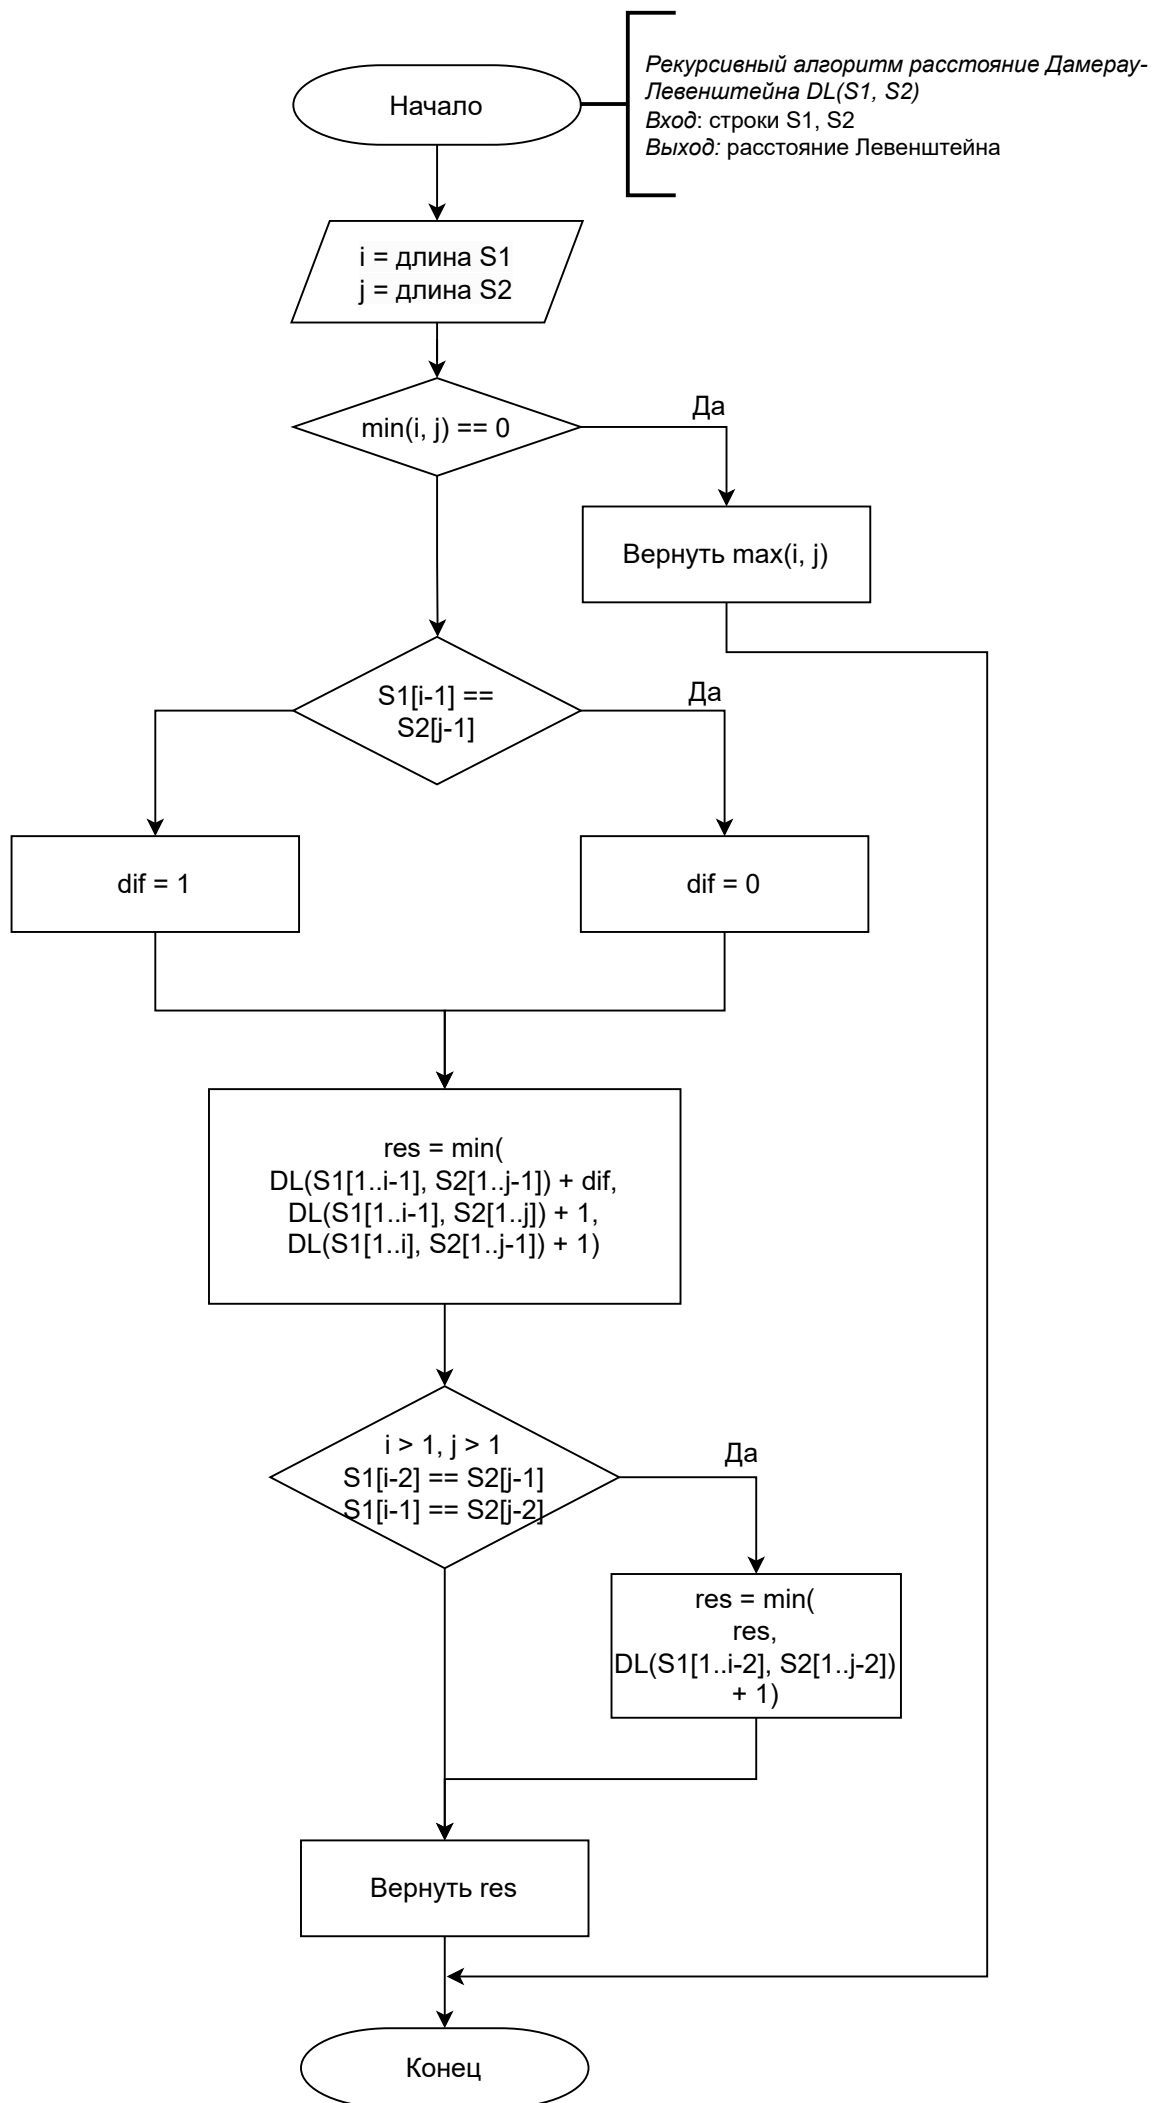 Начало
Рекурсивный алгоритм расстояние Дамерау-
Левенштейна DL(S1, S2)
Вход: строки S1, S2
Выход: расстояние Левенштейна
i = длина S1
j = длина S2
min(i, j) == 0
Да
Вернуть max(i, j)
S1[i-1] ==
S2[j-1]
Да
dif = 1
dif = 0
res = min(
DL(S1[1..i-1], S2[1..j-1]) + dif,
DL(S1[1..i-1], S2[1..j]) + 1,
DL(S1[1..i], S2[1..j-1]) + 1)
i > 1, j > 1
S1[i-2] == S2[j-1]
S1[i-1] == S2[j-2]
Да
res = min(
res,
DL(S1[1..i-2], S2[1..j-2])
+ 1)
Вернуть res
Конец